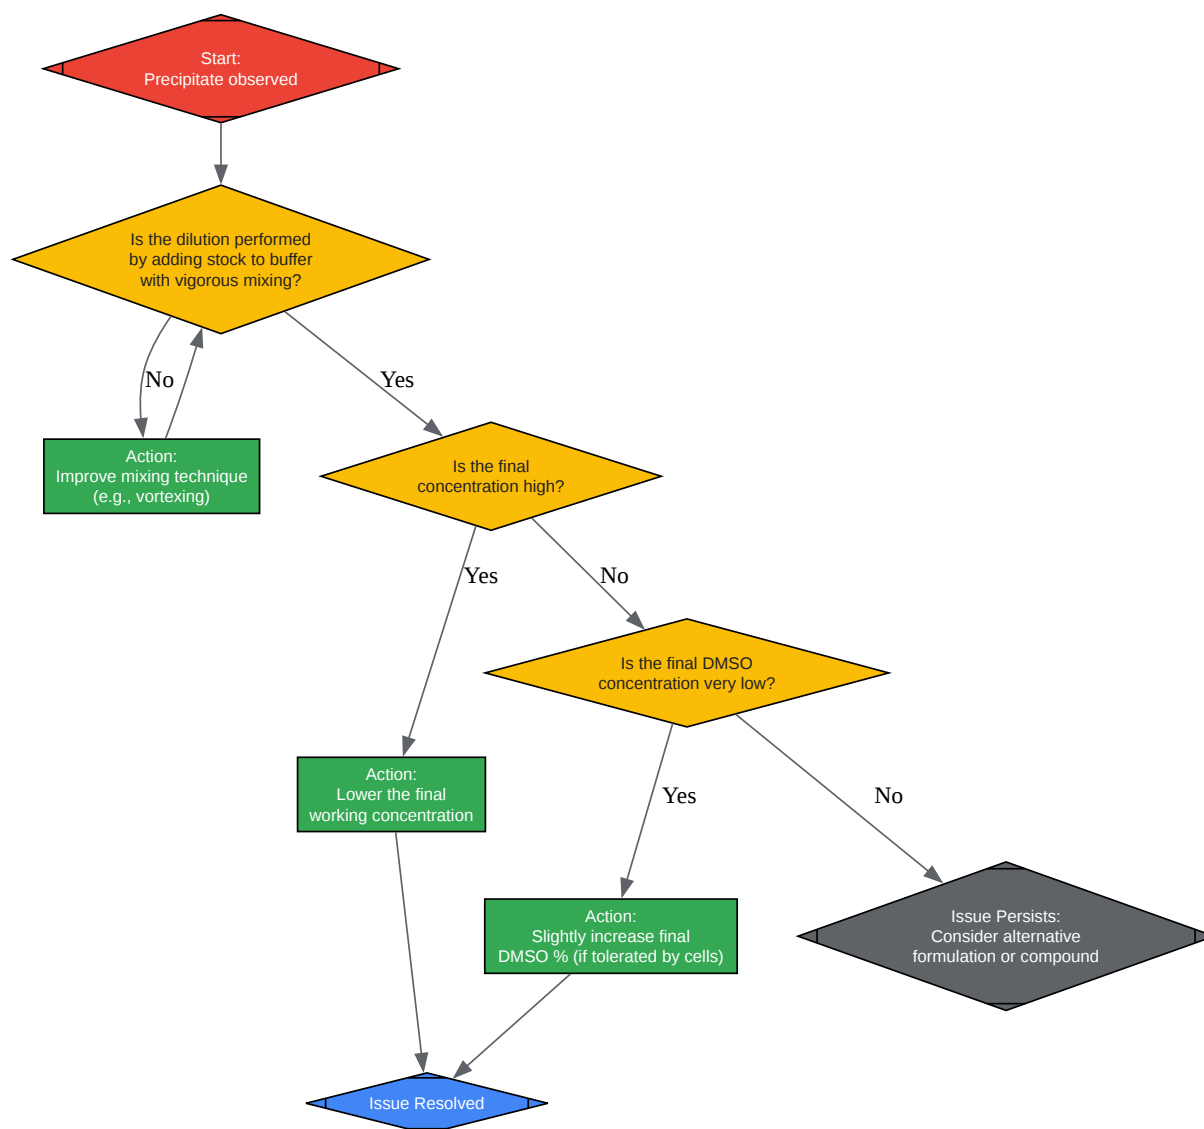 Start:
Precipitate observed
Is the dilution performed
by adding stock to buffer
with vigorous mixing?
No
Yes
Action:
Improve mixing technique
(e.g., vortexing)
Is the final
concentration high?
Yes
No
Is the final DMSO
concentration very low?
Action:
Lower the final
working concentration
Yes
No
Action:
Slightly increase final
DMSO % (if tolerated by cells)
Issue Persists:
Consider alternative
formulation or compound
Issue Resolved